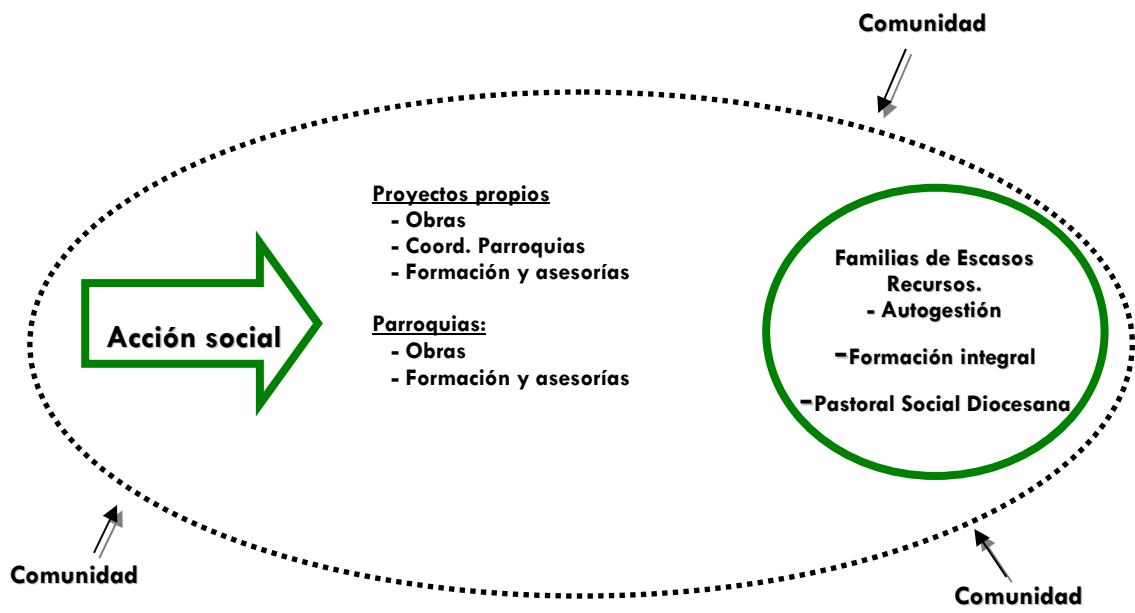 Comunidad
Proyectos propios
- Obras
- Coord. Parroquias
- Formación y asesorías
Parroquias:
- Obras
- Formación y asesorías
Acción social
Familias de Escasos
Recursos.
- Autogestión
-Formación integral
-Pastoral Social Diocesana
Comunidad
Comunidad